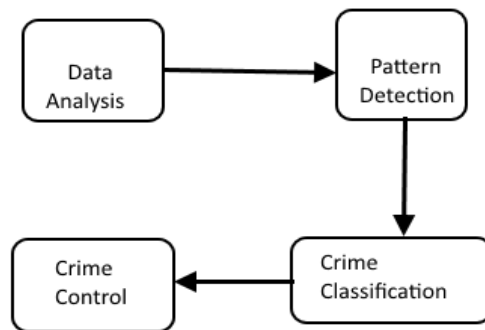 Data
Analysis
Pattern
Detection
Crime
Classification
Crime
Control